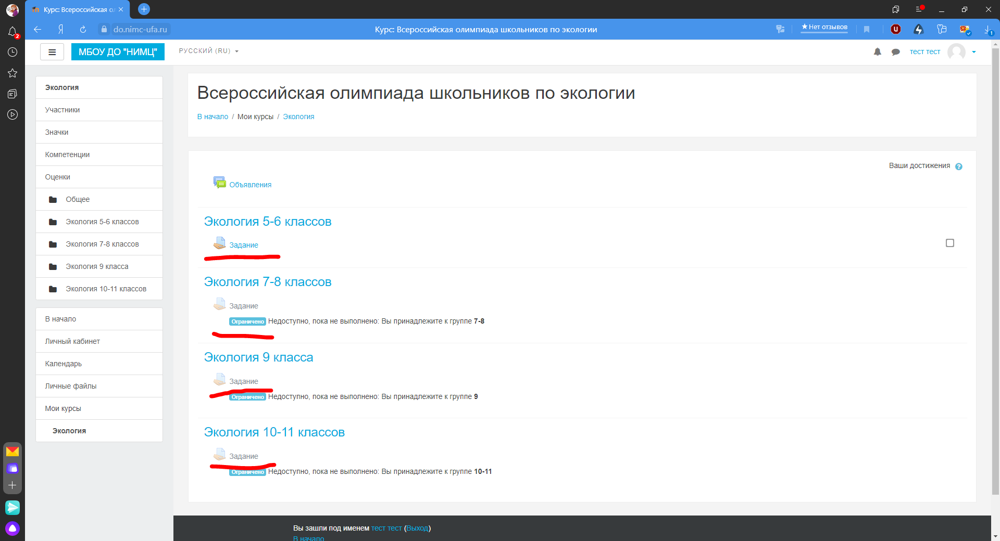 Курс: Всероссийская ол
2
do.nimc-ufa.ru
Курс: Всероссийская олимпиада школьников по экологии
★Нет отзывов
1
МБОУ ДО "НИМЦ"
РУССКИЙ (RU)
тест тест
Экология
Участники
Значки
Компетенции
Оценки
Общее
Экология 5-6 классов
Экология 7-8 классов
Экология 9 класса
Экология 10-11 классов
В начало
Личный кабинет
Календарь
Личные файлы
Мои курсы
Экология
Всероссийская олимпиада школьников по экологии
В начало / Мои курсы / Экология
Ваши достижения
Объявления
Экология 5-6 классов
Задание
Экология 7-8 классов
Задание
Ограничено Недоступно, пока не выполнено: Вы принадлежите к группе 7-8
Экология 9 класса
Задание
Ограничено Недоступно, пока не выполнено: Вы принадлежите к группе 9
Экология 10-11 классов
Задание
Ограничено Недоступно, пока не выполнено: Вы принадлежите к группе 10-11
Вы зашли под именем тест тест (Выход)
В начало